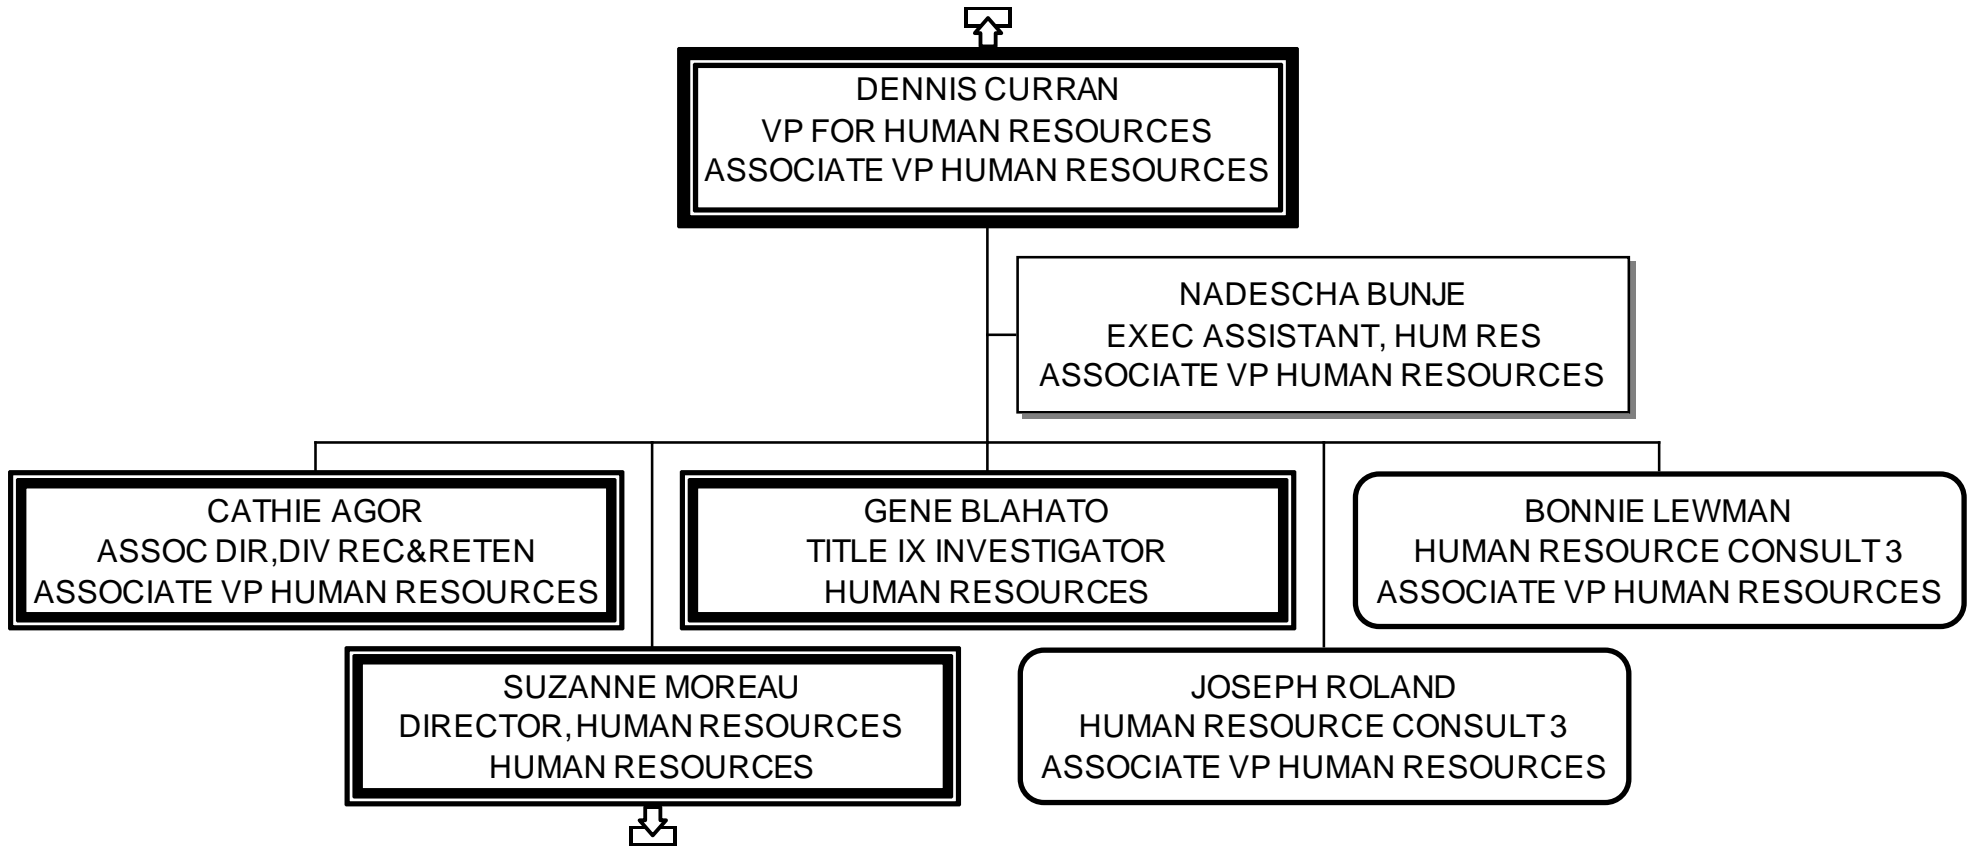 DENNIS CURRAN
VP FOR HUMAN RESOURCES
ASSOCIATE VP HUMAN RESOURCES
NADESCHA BUNJE
EXEC ASSISTANT, HUM RES
ASSOCIATE VP HUMAN RESOURCES
CATHIE AGOR
ASSOC DIR,DIV REC&RETEN
ASSOCIATE VP HUMAN RESOURCES
GENE BLAHATO
TITLE IX INVESTIGATOR
HUMAN RESOURCES
BONNIE LEWMAN
HUMAN RESOURCE CONSULT 3
ASSOCIATE VP HUMAN RESOURCES
SUZANNE MOREAU
DIRECTOR, HUMAN RESOURCES
HUMAN RESOURCES
JOSEPH ROLAND
HUMAN RESOURCE CONSULT 3
ASSOCIATE VP HUMAN RESOURCES